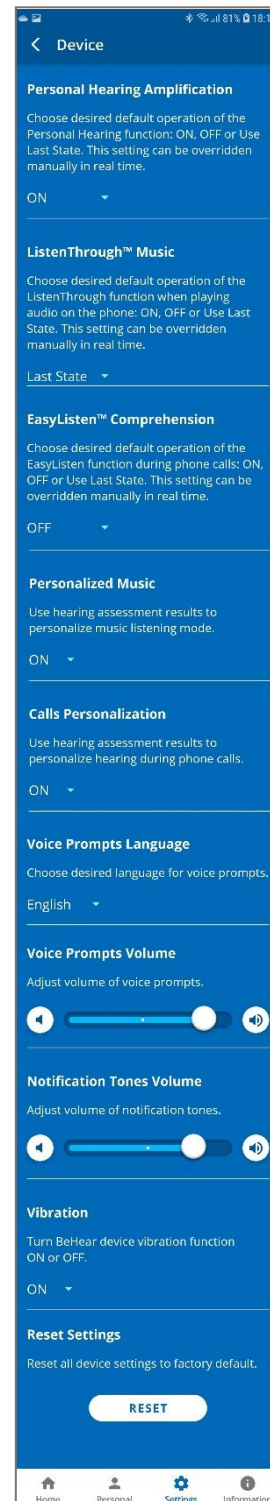 81% 18:1
Device
Personal Hearing Amplification
Choose desired default operation of the
Personal Hearing function: ON, OFF or Use
Last State. This setting can be overridden
manually in real time.
ON
ListenThrough™ Music
Choose desired default operation of the
ListenThrough function when playing
audio on the phone: ON, OFF or Use Last
State. This setting can be overridden
manually in real time.
Last State
EasyListen™ Comprehension
Choose desired default operation of the
EasyListen function during phone calls: ON,
OFF or Use Last State. This setting can be
overridden manually in real time.
OFF
Personalized Music
Use hearing assessment results to
personalize music listening mode.
ON
Calls Personalization
Use hearing assessment results to
personalize hearing during phone calls.
ON
Voice Prompts Language
Choose desired language for voice prompts.
English
Voice Prompts Volume
Adjust volume of voice prompts.
Notification Tones Volume
Adjust volume of notification tones.
Vibration
Turn BeHear device vibration function
ON or OFF.
ON
Reset Settings
Reset all device settings to factory default.
RESET
Home Personal Settings Information